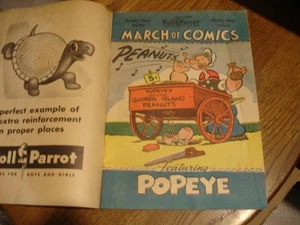 perfect example of
extra reinforcement
n proper places
Poll Parrot
FOR BOYS AND GIRLS
Poll-Parrot
MARCH OF COMICS
PEANUTS
5¢
POPEYE'S
ISLAND
PEANUTS
featuring
POPEYE